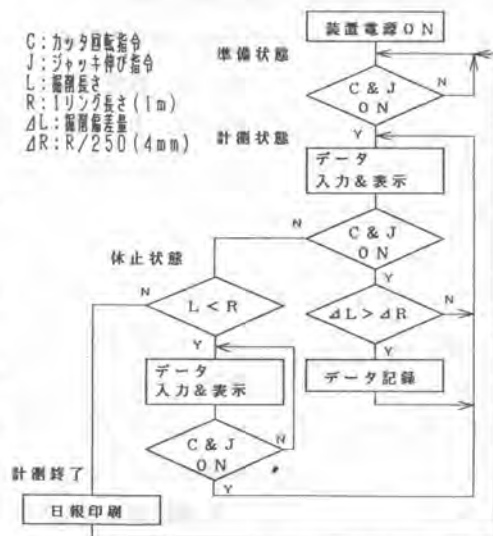 C:カッタ回転指令
J:ジャッキ伸び指令
L:掘削長さ
R:1リング長さ(1m)
⊿L:掘削偏差量
⊿R:R/250(4mm)
装置電源ON
準備状態
C & J
ON
N
Y
計測状態
データ
入力&表示
N
C & J
ON
Y
休止状態
N
L<R
Y
⊿L>⊿R
N
Y
データ
入力&表示
データ記録
C & J
ON
N
Y
計測終了
日報印刷